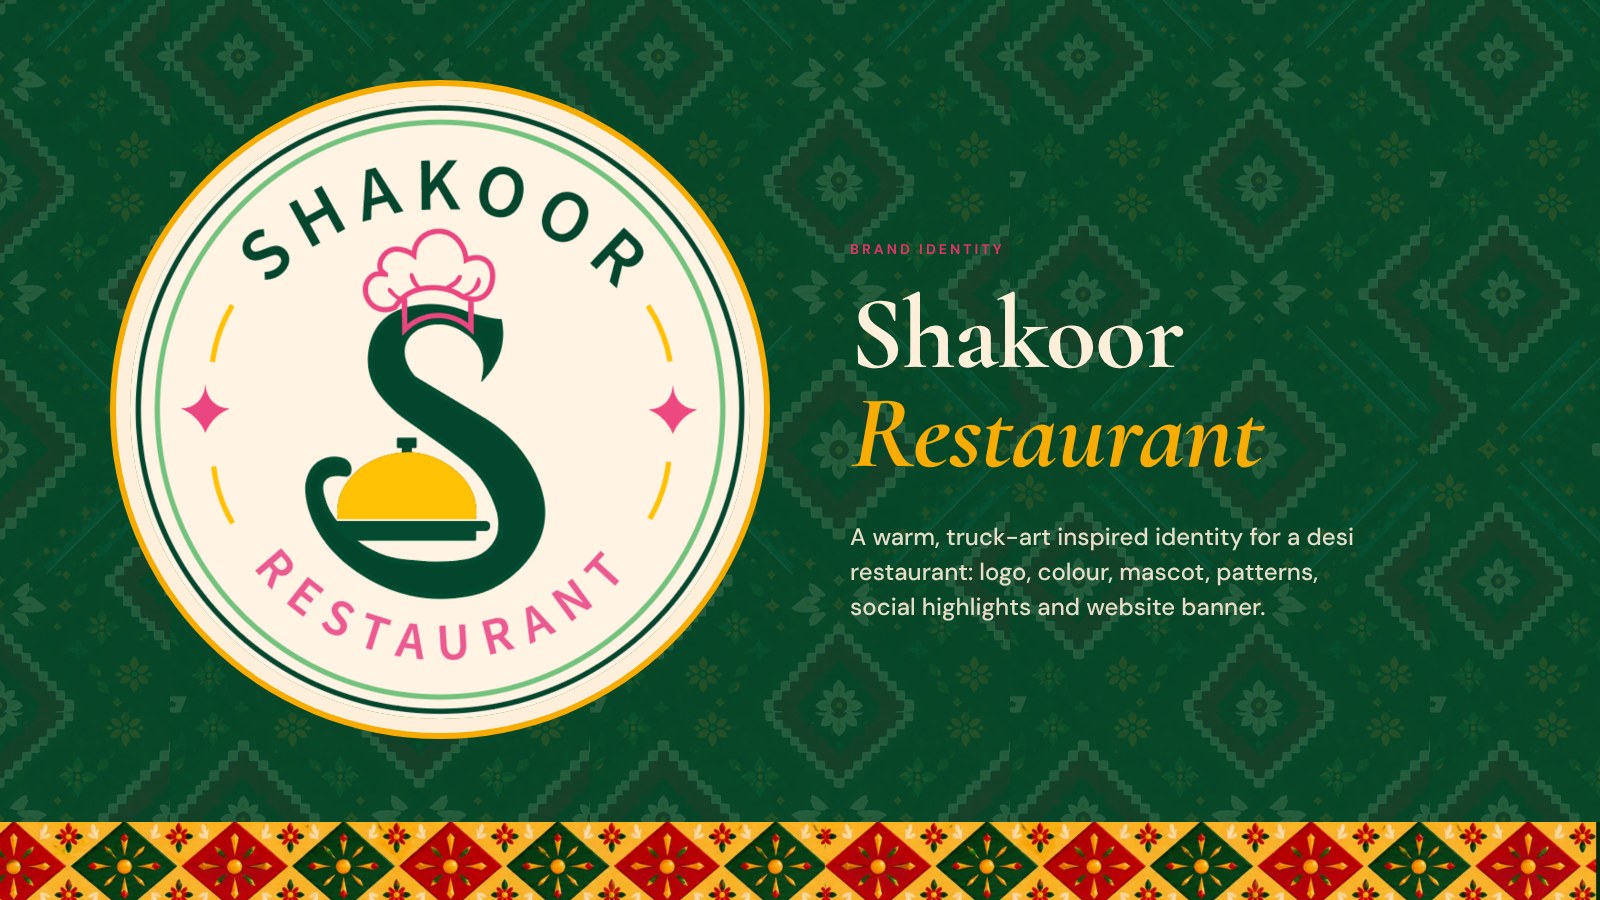 SHAKOOR
RESTAURANT
BRAND IDENTITY
Shakoor
Restaurant
A warm, truck-art inspired identity for a desi
restaurant: logo, colour, mascot, patterns,
social highlights and website banner.